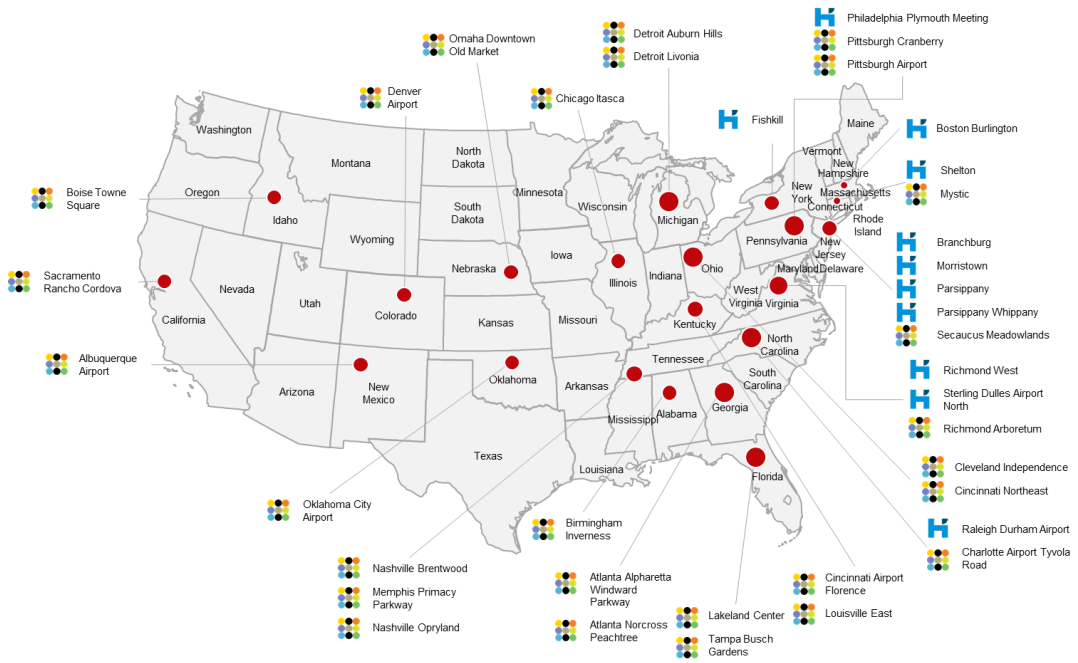 Philadelphia Plymouth Meeting
Pittsburgh Cranberry
Pittsburgh Airport
Detroit Auburn Hills
Detroit Livonia
Omaha Downtown
Old Market
Denver
Airport
Chicago Itasca
Fishkill
Boston Burlington
Shelton
Mystic
Boise Towne
Square
Sacramento
Rancho Cordova
Albuquerque
Airport
Branchburg
Morristown
Parsippany
Parsippany Whippany
Secaucus Meadowlands
Richmond West
Sterling Dulles Airport
North
Richmond Arboretum
Cleveland Independence
Cincinnati Northeast
Raleigh Durham Airport
Charlotte Airport Tyvola
Road
Oklahoma City
Airport
Birmingham
Inverness
Nashville Brentwood
Memphis Primacy
Parkway
Nashville Opryland
Atlanta Alpharetta
Windward
Parkway
Atlanta Norcross
Peachtree
Lakeland Center
Tampa Busch
Gardens
Cincinnati Airport
Florence
Louisville East
Washington
Oregon
California
Nevada
Idaho
Montana
Wyoming
Utah
Arizona
Colorado
New
Mexico
North
Dakota
South
Dakota
Nebraska
Kansas
Oklahoma
Texas
Minnesota
Iowa
Missouri
Arkansas
Louisiana
Wisconsin
Illinois
Michigan
Indiana
Ohio
Kentucky
Tennessee
Mississippi
Alabama
Georgia
Florida
South
Carolina
North
Carolina
West
Virginia
Virginia
Maryland
Delaware
Pennsylvania
New
Jersey
New
York
Connecticut
Rhode
Island
Massachusetts
Vermont
New
Hampshire
Maine